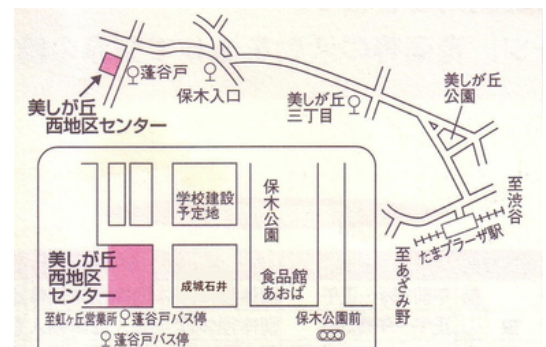 蓬谷戸
保木入口
美しが丘
西地区センター
美しが丘
三丁目
美しが丘
公園
至渋谷
たまプラーザ駅
至あざみ野
学校建設
予定地
保木公園
美しが丘
西地区
センター
成城石井
食品館
あおば
至虹ヶ丘営業所
蓬谷戸バス停
保木公園前
蓬谷戸バス停